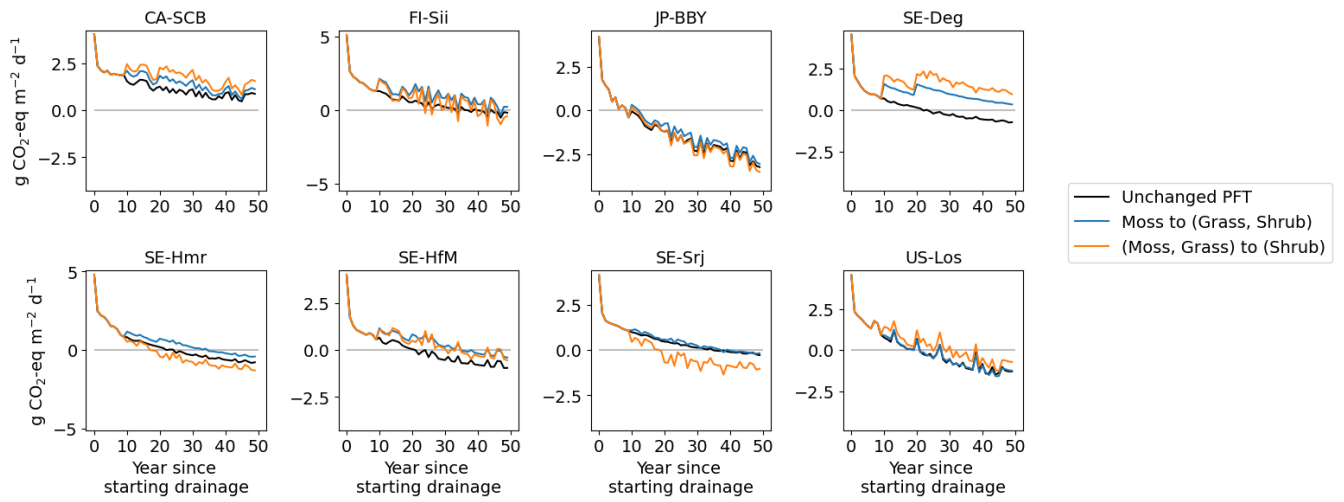 CA-SCB
FI-Sii
JP-BBY
SE-Deg
g CO₂-eq m⁻² d⁻¹
2.5
0.0
−2.5
0 10 20 30 40 50
5
0
−5
0 10 20 30 40 50
2.5
0.0
−2.5
0 10 20 30 40 50
2.5
0.0
−2.5
0 10 20 30 40 50
Unchanged PFT
Moss to (Grass, Shrub)
(Moss, Grass) to (Shrub)
SE-Hmr
SE-HfM
SE-Srj
US-Los
g CO₂-eq m⁻² d⁻¹
5
0
−5
0 10 20 30 40 50
Year since
starting drainage
2.5
0.0
−2.5
0 10 20 30 40 50
Year since
starting drainage
2.5
0.0
−2.5
0 10 20 30 40 50
Year since
starting drainage
2.5
0.0
−2.5
0 10 20 30 40 50
Year since
starting drainage